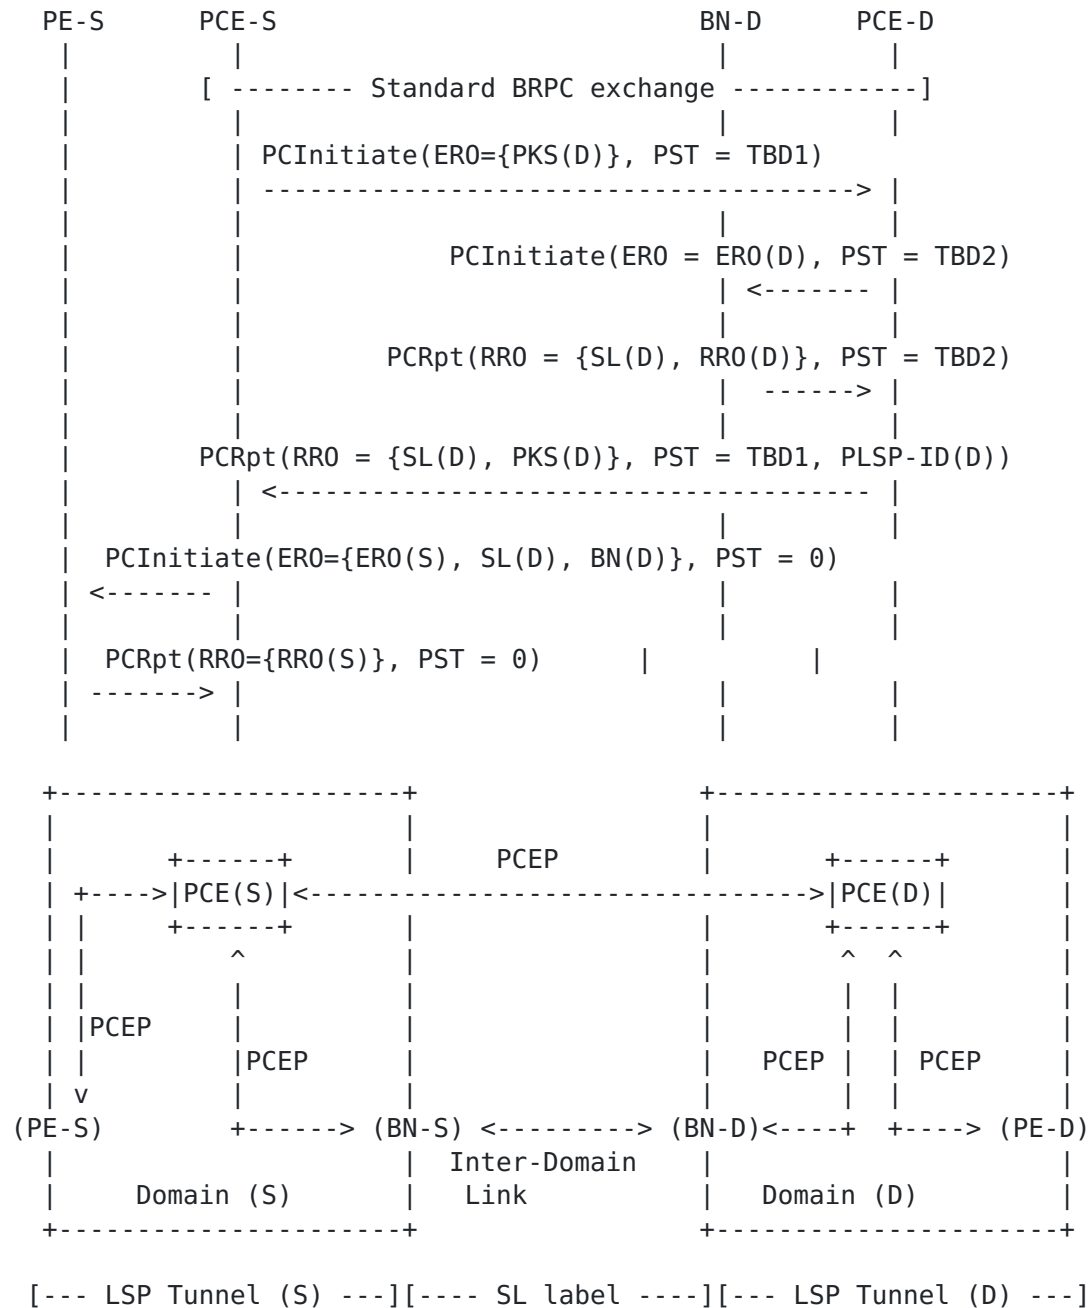 PE-S PCE-S BN-D PCE-D
[ -------- Standard BRPC exchange ------------]
PCInitiate(ERO={PKS(D)}, PST = TBD1)
PCInitiate(ERO = ERO(D), PST = TBD2)
PCRpt(RRO = {SL(D), RRO(D)}, PST = TBD2)
PCRpt(RRO = {SL(D), PKS(D)}, PST = TBD1, PLSP-ID(D))
PCInitiate(ERO={ERO(S), SL(D), BN(D)}, PST = 0)
PCRpt(RRO={RRO(S)}, PST = 0)
PCEP
PCE(S) PCE(D)
PCEP
PCEP PCEP PCEP
(PE-S) (BN-S) (BN-D) (PE-D)
Inter-Domain
Domain (S) Link Domain (D)
[--- LSP Tunnel (S) ---][---- SL label ----][--- LSP Tunnel (D) ---]